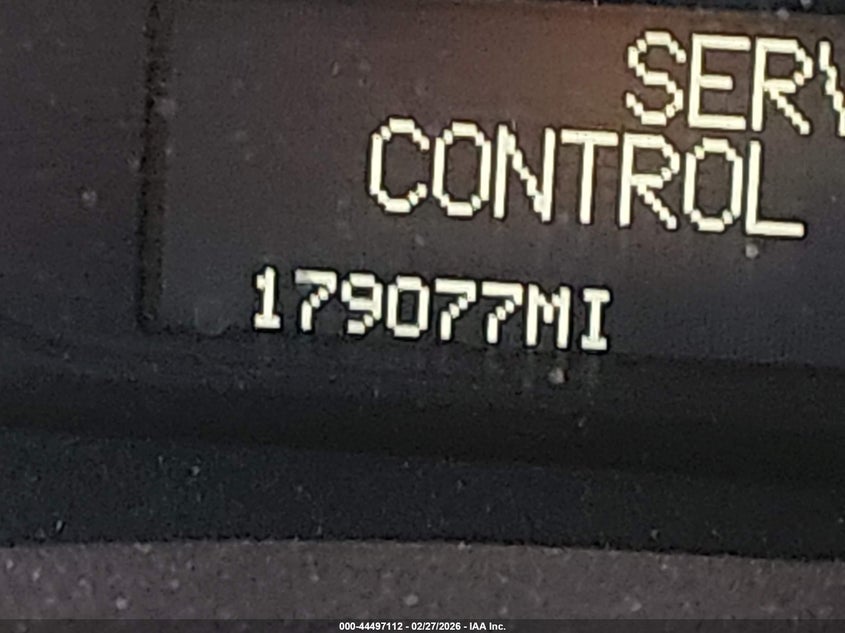 SERV
CONTROL
179077MI
000-44497112 - 02/27/2026 - IAA Inc.